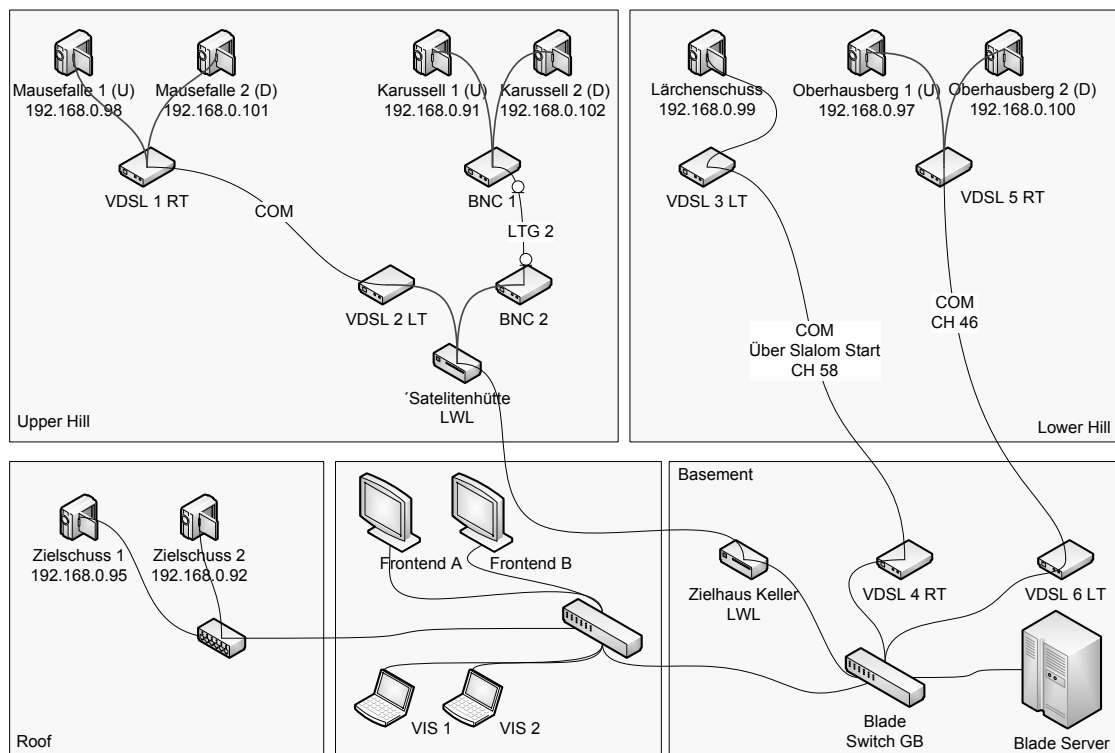 Mausefalle 1 (U)
192.168.0.98
Mausefalle 2 (D)
192.168.0.101
Karussell 1 (U)
192.168.0.91
Karussell 2 (D)
192.168.0.102
VDSL 1 RT
BNC 1
COM
LTG 2
VDSL 2 LT
BNC 2
´Satelitenhütte
LWL
Upper Hill
Lärchenschuss
192.168.0.99
Oberhausberg 1 (U)
192.168.0.97
Oberhausberg 2 (D)
192.168.0.100
VDSL 3 LT
VDSL 5 RT
COM
CH 46
COM
Über Slalom Start
CH 58
Lower Hill
Zielschuss 1
192.168.0.95
Zielschuss 2
192.168.0.92
Roof
Frontend A
Frontend B
VIS 1
VIS 2
Basement
Zielhaus Keller
LWL
VDSL 4 RT
VDSL 6 LT
Blade
Switch GB
Blade Server